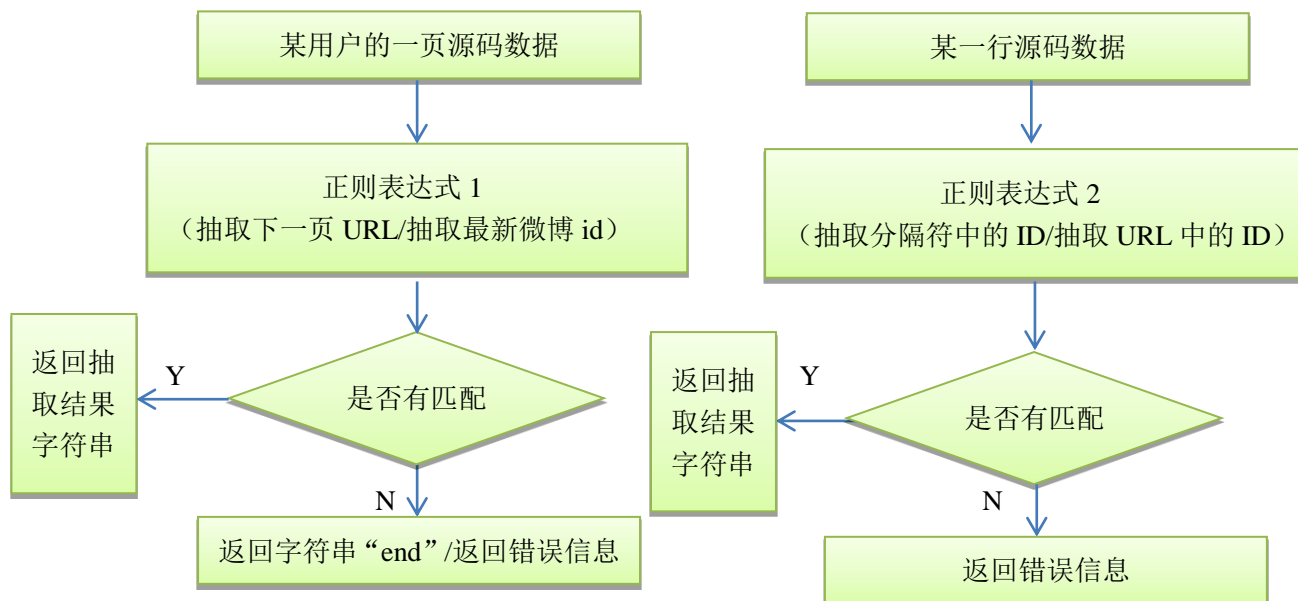 某用户的一页源码数据
正则表达式 1
（抽取下一页 URL/抽取最新微博 id）
是否有匹配
Y
返回抽
取结果
字符串
N
返回字符串“end”/返回错误信息
某一行源码数据
正则表达式 2
（抽取分隔符中的 ID/抽取 URL 中的 ID）
是否有匹配
Y
返回抽
取结果
字符串
N
返回错误信息